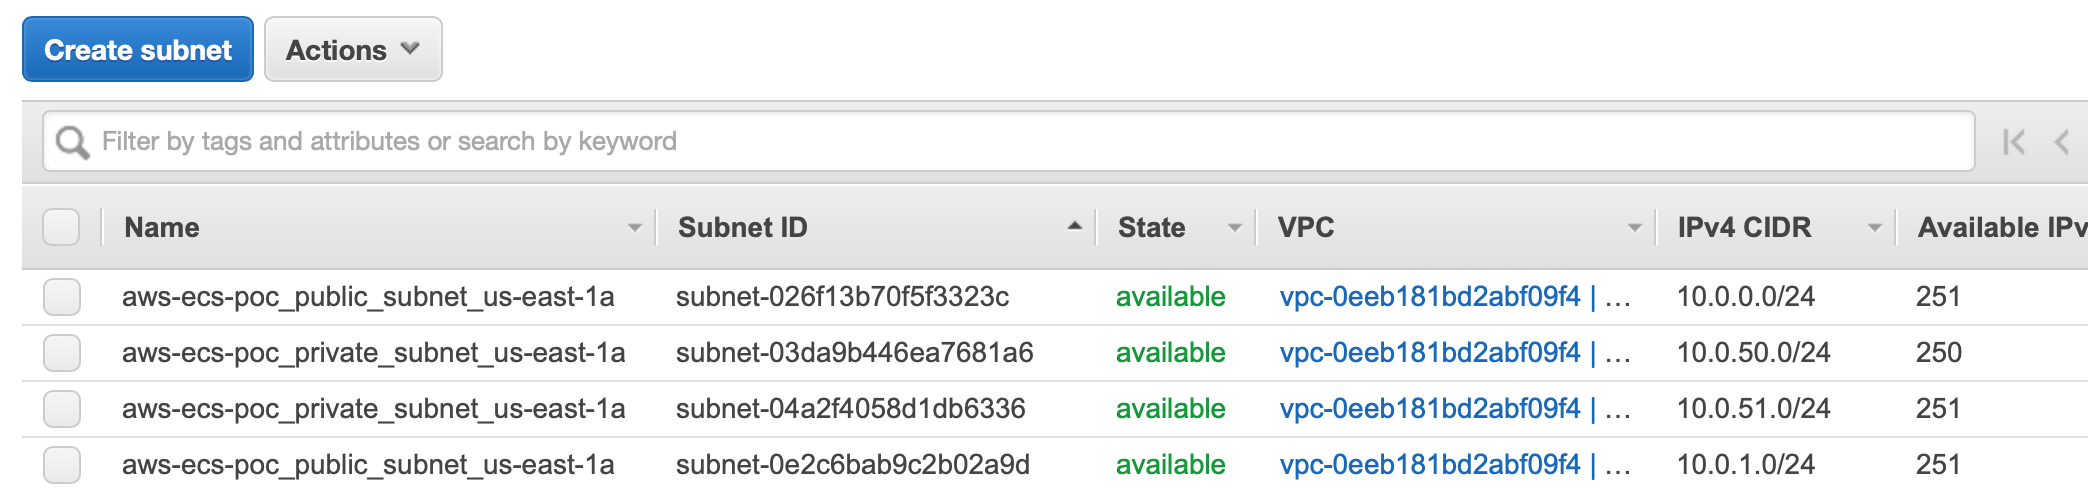 Create subnet Actions
Filter by tags and attributes or search by keyword
Name Subnet ID State VPC IPv4 CIDR Available IPv
aws-ecs-poc_public_subnet_us-east-1a subnet-026f13b70f5f3323c available vpc-0eeb181bd2abf09f4 | … 10.0.0.0/24 251
aws-ecs-poc_private_subnet_us-east-1a subnet-03da9b446ea7681a6 available vpc-0eeb181bd2abf09f4 | … 10.0.50.0/24 250
aws-ecs-poc_private_subnet_us-east-1a subnet-04a2f4058d1db6336 available vpc-0eeb181bd2abf09f4 | … 10.0.51.0/24 251
aws-ecs-poc_public_subnet_us-east-1a subnet-0e2c6bab9c2b02a9d available vpc-0eeb181bd2abf09f4 | … 10.0.1.0/24 251